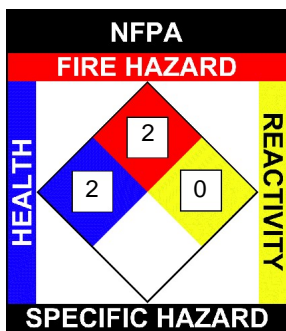 NFPA
FIRE HAZARD
HEALTH
2
2
0
REACTIVITY
SPECIFIC HAZARD